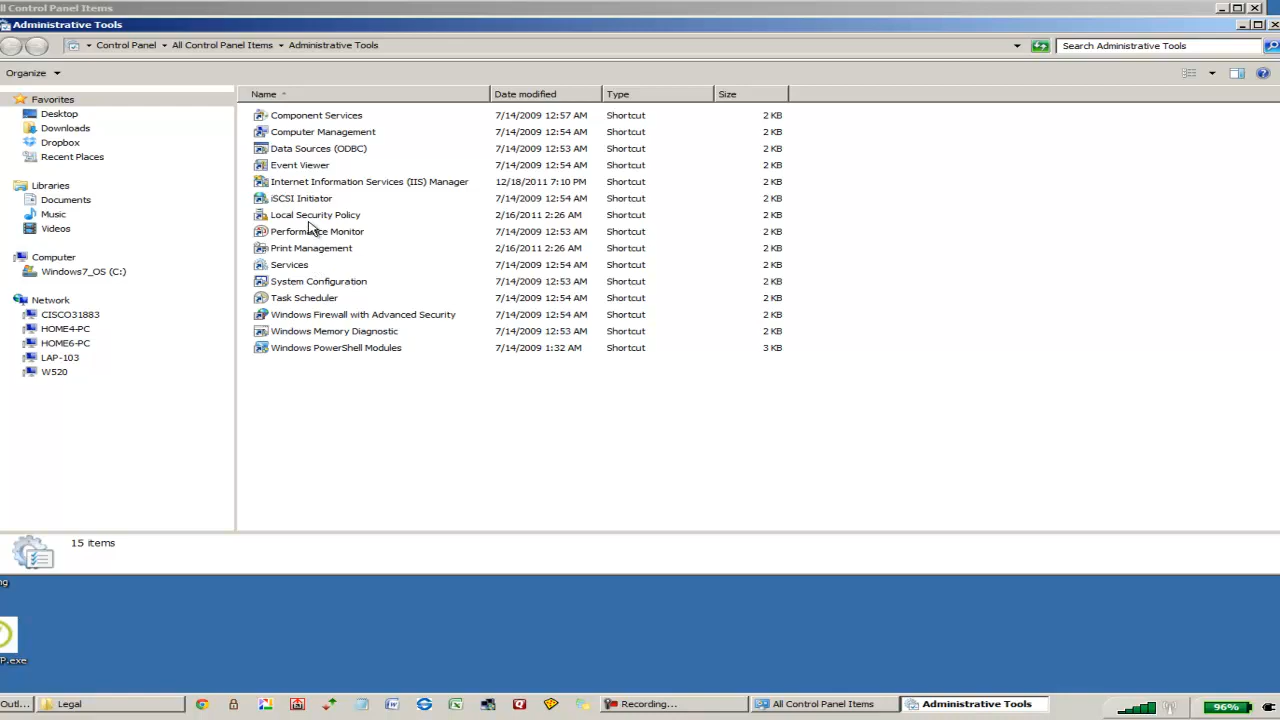 All Control Panel Items
Administrative Tools
Control Panel All Control Panel Items Administrative Tools Search Administrative Tools
Organize
Name Date modified Type Size
Favorites
Desktop
Downloads
Dropbox
Recent Places
Libraries
Documents
Music
Videos
Computer
Windows7_OS (C:)
Network
CISCO31883
HOME4-PC
HOME6-PC
LAP-103
W520
Component Services 7/14/2009 12:57 AM Shortcut 2 KB
Computer Management 7/14/2009 12:54 AM Shortcut 2 KB
Data Sources (ODBC) 7/14/2009 12:53 AM Shortcut 2 KB
Event Viewer 7/14/2009 12:54 AM Shortcut 2 KB
Internet Information Services (IIS) Manager 12/18/2011 7:10 PM Shortcut 2 KB
iSCSI Initiator 7/14/2009 12:54 AM Shortcut 2 KB
Local Security Policy 2/16/2011 2:26 AM Shortcut 2 KB
Performance Monitor 7/14/2009 12:53 AM Shortcut 2 KB
Print Management 2/16/2011 2:26 AM Shortcut 2 KB
Services 7/14/2009 12:54 AM Shortcut 2 KB
System Configuration 7/14/2009 12:53 AM Shortcut 2 KB
Task Scheduler 7/14/2009 12:54 AM Shortcut 2 KB
Windows Firewall with Advanced Security 7/14/2009 12:54 AM Shortcut 2 KB
Windows Memory Diagnostic 7/14/2009 12:53 AM Shortcut 2 KB
Windows PowerShell Modules 7/14/2009 1:32 AM Shortcut 3 KB
15 items
ng
P.exe
Outl... Legal Recording... All Control Panel Items Administrative Tools 96%